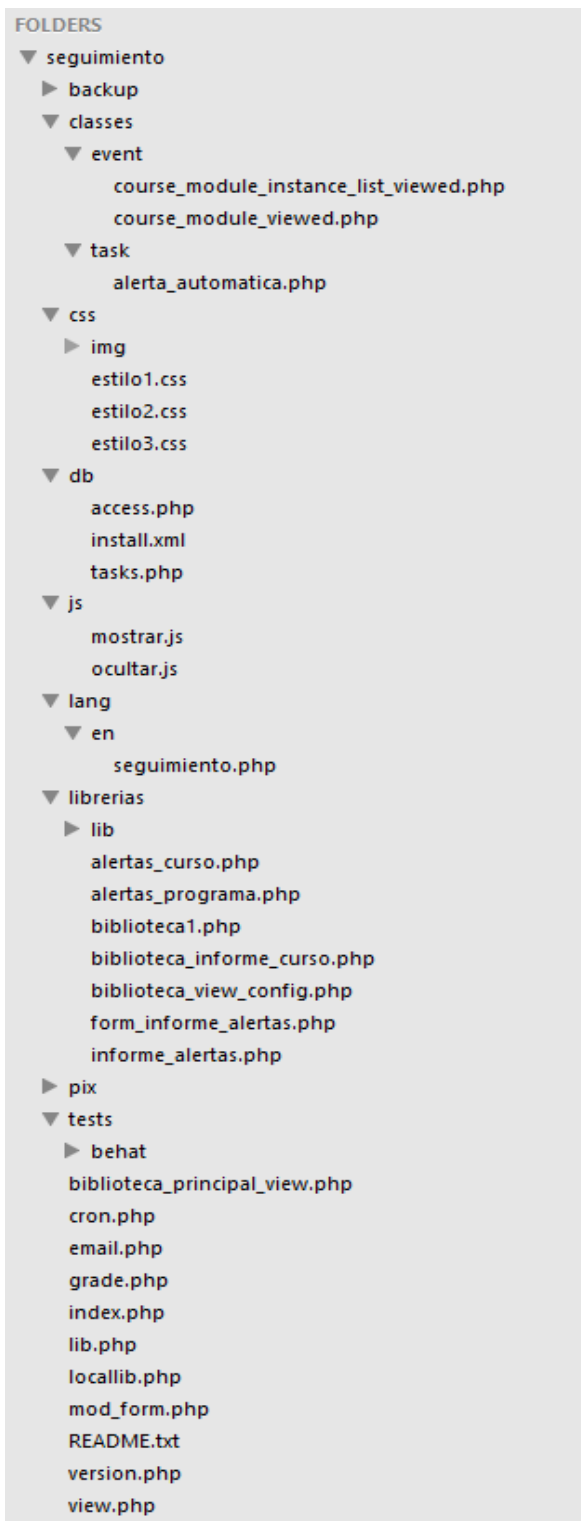 FOLDERS
seguimiento
backup
classes
event
course_module_instance_list_viewed.php
course_module_viewed.php
task
alerta_automatica.php
css
img
estilo1.css
estilo2.css
estilo3.css
db
access.php
install.xml
tasks.php
js
mostrar.js
ocultar.js
lang
en
seguimiento.php
librerias
lib
alertas_curso.php
alertas_programa.php
biblioteca1.php
biblioteca_informe_curso.php
biblioteca_view_config.php
form_informe_alertas.php
informe_alertas.php
pix
tests
behat
biblioteca_principal_view.php
cron.php
email.php
grade.php
index.php
lib.php
locallib.php
mod_form.php
README.txt
version.php
view.php